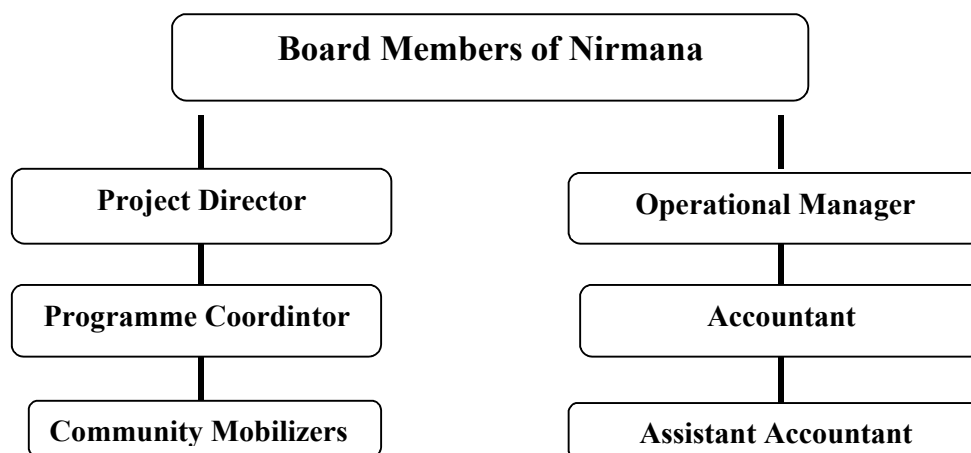 Board Members of Nirmana
Project Director
Operational Manager
Programme Coordintor
Accountant
Community Mobilizers
Assistant Accountant